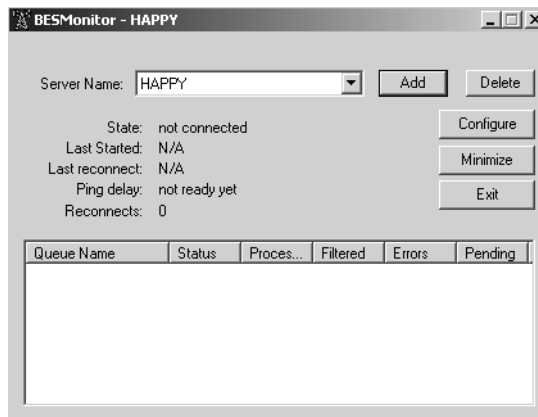 BESMonitor - HAPPY
Server Name: HAPPY Add Delete
State: not connected Configure
Last Started: N/A
Last reconnect: N/A Minimize
Ping delay: not ready yet
Reconnects: 0 Exit
Queue Name Status Proces... Filtered Errors Pending